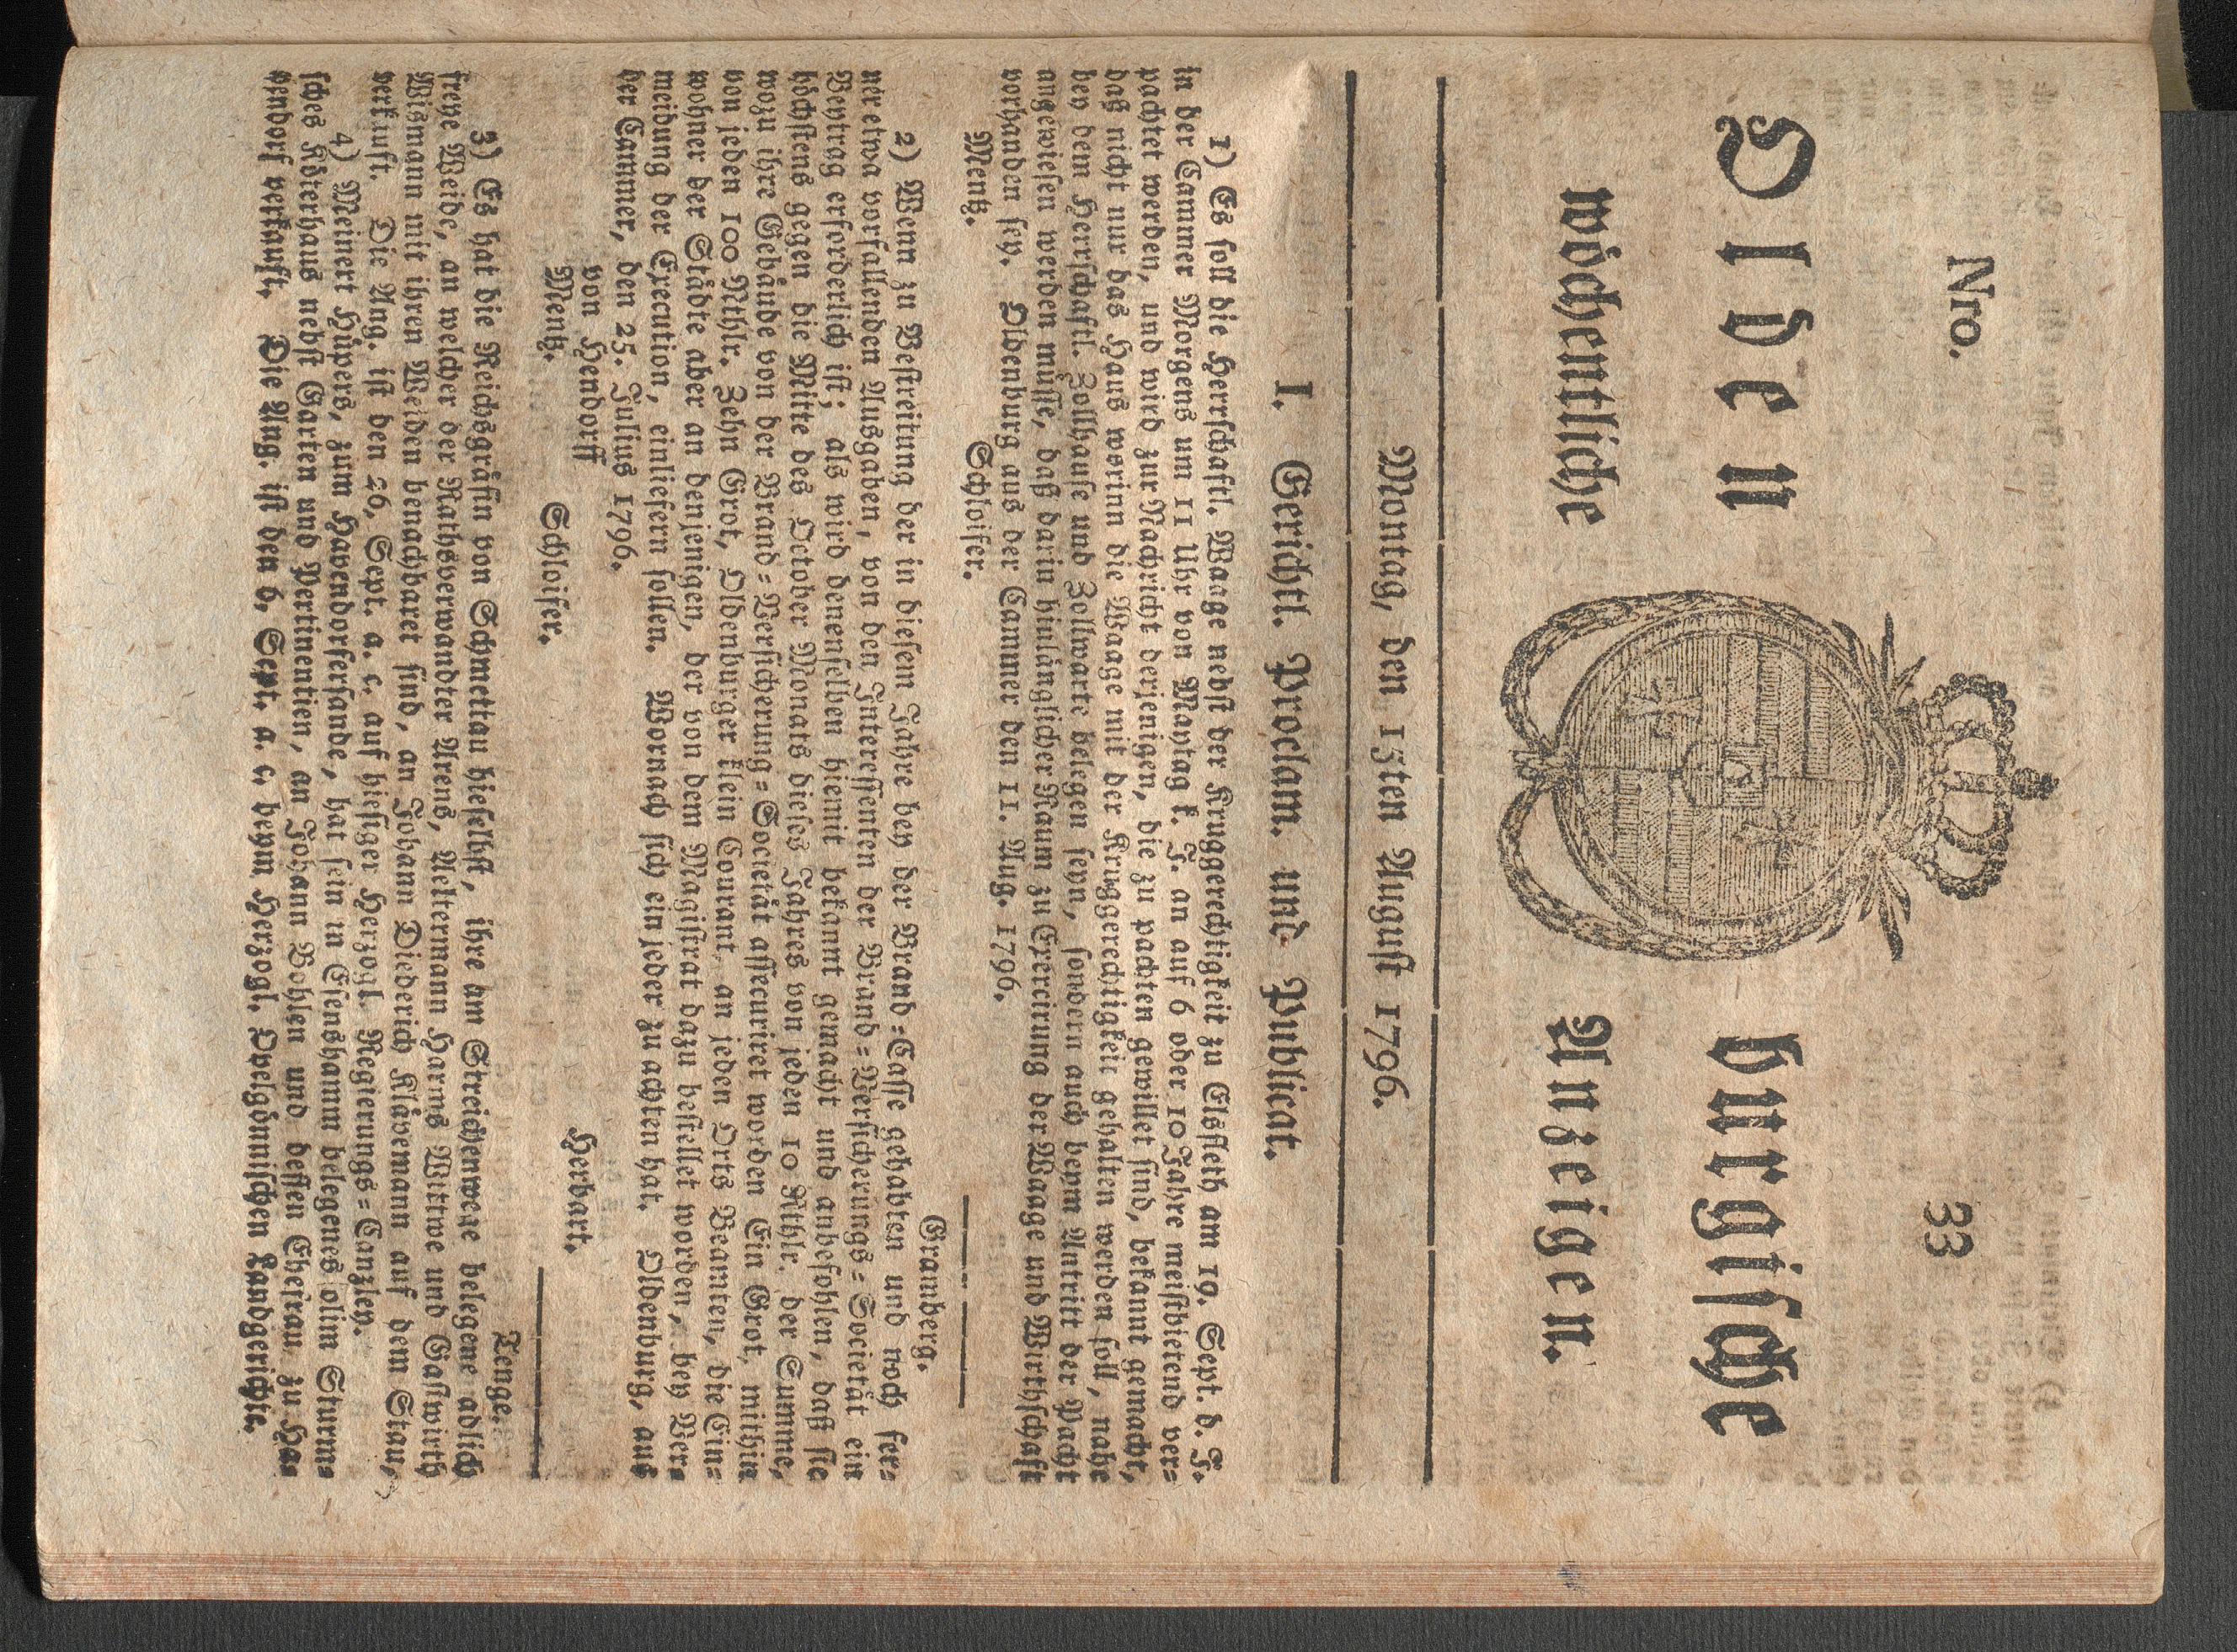 Nro. 33
Oldenburgische
wöchentliche Anzeigen.
Montag, den 15ten August 1796.
I. Gerichtl. Proclam. und Publicat.
1) Es soll die Herrschaftl. Waage nebst der Kruggerechtigkeit zu Elsfleth am 19. Sept. d. J.
in der Cammer Morgens um 11 Uhr von Maytag k. J. an auf 6 oder 10 Jahre meistbietend ver-
pachtet werden, und wird zur Nachricht derjenigen, die zu pachten gewillet sind, bekannt gemacht,
daß nicht nur das Haus worinn die Waage mit der Kruggerechtigkeit gehalten werden soll, nahe
bey dem Herrschaftl. Zollhause und Zollwarte belegen seyn, sondern auch beym Antritt der Pacht
angewiesen werden müsse, daß darin hinlänglicher Raum zu Exercirung der Waage und Wirthschaft
vorhanden sey. Oldenburg aus der Cammer den 11. Aug. 1796.
Mentz. Schloifer.
Gramberg.
2) Wenn zu Bestreitung der in diesem Jahre bey der Brand-Casse gehabten und noch fer-
ner etwa vorfallenden Ausgaben, von den Interessenten der Brand-Versicherungs-Societät ein
Beytrag erforderlich ist; als wird denenselben hiemit bekannt gemacht und anbefohlen, daß sie
höchstens gegen die Mitte des October Monats dieses Jahres von jeden 10 Rthlr. der Summe,
wozu ihre Gebäude von der Brand-Versicherung-Societät assecuriret worden Ein Grot, mithin
von jeden 100 Rthlr. Zehn Grot, Oldenburger klein Courant, an jeden Orts Beamten, die Ein-
wohner der Städte aber an denjenigen, der von dem Magistrat dazu bestellet worden, bey Ver-
meidung der Execution, einliefern sollen. Wornach sich ein jeder zu achten hat. Oldenburg, aus
der Cammer, den 25. Julius 1796.
von Hendorff
Mentz. Schloifer. Herbart.
Tenge.
3) Es hat die Reichsgräfin von Schmettau hieselbst, ihre am Streichenwege belegene adlich
freye Weide, an welcher der Rathsverwandter Arens, Aeltermann Harms Wittwe und Gastwirth
Wißmann mit ihren Weiden benachbaret sind, an Johann Diederich Klävemann auf dem Stau,
verkauft. Die Ang. ist den 26. Sept. a. c. auf hiesiger Herzogl. Regierungs-Canzley.
4) Meinert Hüpers, zum Havendorfersande, hat sein in Einshamm belegenes olim Sturm-
sches Köterhaus nebst Garten und Pertinentien, an Johann Bohlen und dessen Ehefrau zu Ha-
vendorf verkauft. Die Ang. ist den 6. Sept. a. c. beym Herzogl. Ovelgönnischen Landgerichte.